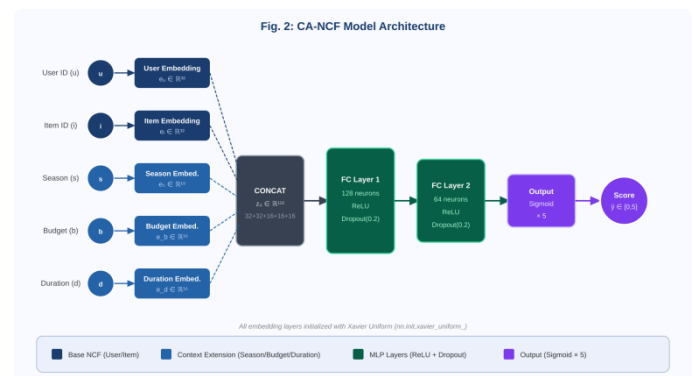 Fig. 2: CA-NCF Model Architecture
User ID (u)
u
User Embedding
eᵤ ∈ ℝ³²
Item ID (i)
i
Item Embedding
eᵢ ∈ ℝ³²
Season (s)
s
Season Embed.
eₛ ∈ ℝ¹⁶
Budget (b)
b
Budget Embed.
e_b ∈ ℝ¹⁶
Duration (d)
d
Duration Embed.
e_d ∈ ℝ¹⁶
CONCAT
32+32+16+16+16
FC Layer 1
128 neurons
ReLU
Dropout(0.2)
FC Layer 2
64 neurons
ReLU
Dropout(0.2)
Output
Sigmoid
× 5
Score
ŷ ∈ [0,5]
All embedding layers initialized with Xavier Uniform (nn.init.xavier_uniform_)
Base NCF (User/Item)
Context Extension (Season/Budget/Duration)
MLP Layers (ReLU + Dropout)
Output (Sigmoid × 5)